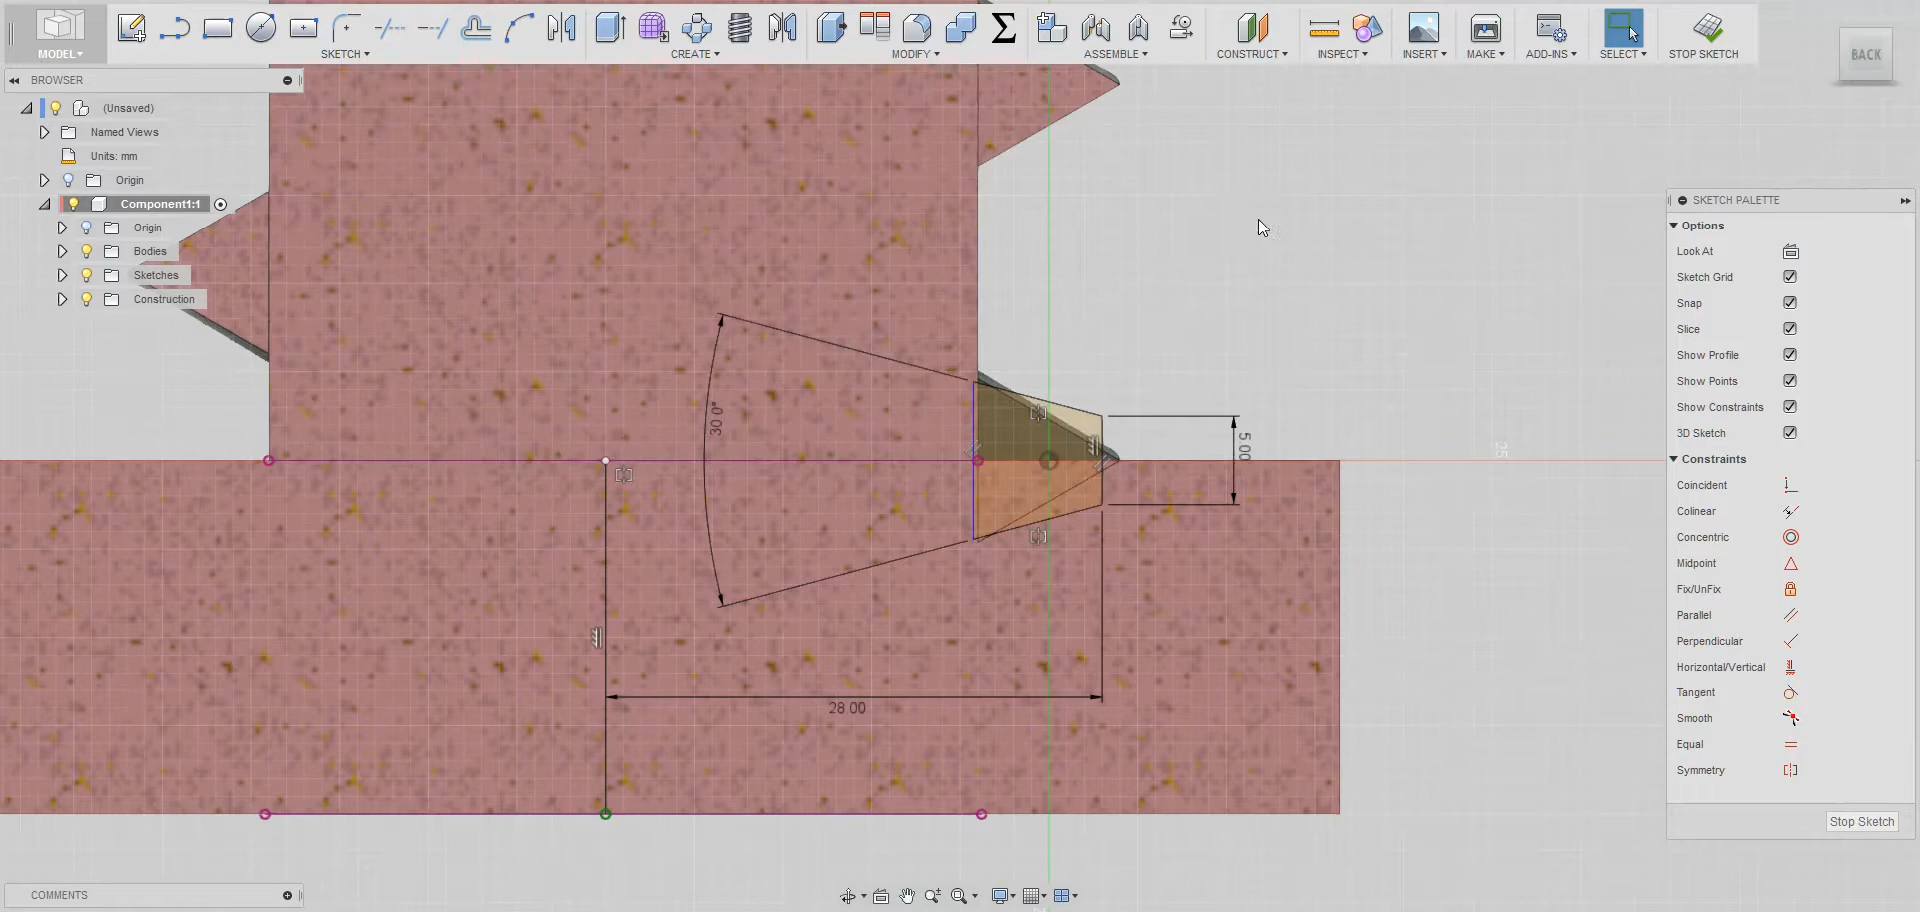 MODEL
SKETCH
CREATE
MODIFY
ASSEMBLE
CONSTRUCT
INSPECT
INSERT
MAKE
ADD-INS
SELECT
STOP SKETCH
BACK
BROWSER
(Unsaved)
Named Views
Units: mm
Origin
Component1:1
Origin
Bodies
Sketches
Construction
30.0°
5.00
25
28.00
SKETCH PALETTE
Options
Look At
Sketch Grid
Snap
Slice
Show Profile
Show Points
Show Constraints
3D Sketch
Constraints
Coincident
Colinear
Concentric
Midpoint
Fix/UnFix
Parallel
Perpendicular
Horizontal/Vertical
Tangent
Smooth
Equal
Symmetry
Stop Sketch
COMMENTS